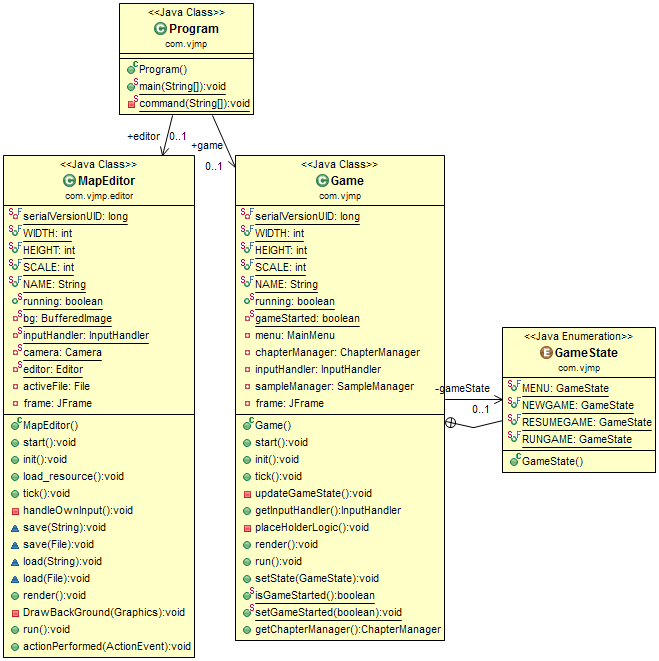 <<Java Class>>
Program
com.vjmp
Program()
main(String[]):void
command(String[]):void
+editor
0..1
+game
0..1
<<Java Class>>
MapEditor
com.vjmp.editor
serialVersionUID: long
WIDTH: int
HEIGHT: int
SCALE: int
NAME: String
running: boolean
bg: BufferedImage
inputHandler: InputHandler
camera: Camera
editor: Editor
activeFile: File
frame: JFrame
MapEditor()
start():void
init():void
load_resource():void
tick():void
handleOwnInput():void
save(String):void
save(File):void
load(String):void
load(File):void
render():void
DrawBackGround(Graphics):void
run():void
actionPerformed(ActionEvent):void
<<Java Class>>
Game
com.vjmp
serialVersionUID: long
WIDTH: int
HEIGHT: int
SCALE: int
NAME: String
running: boolean
gameStarted: boolean
menu: MainMenu
chapterManager: ChapterManager
inputHandler: InputHandler
sampleManager: SampleManager
frame: JFrame
Game()
start():void
init():void
tick():void
updateGameState():void
getInputHandler():InputHandler
placeHolderLogic():void
render():void
run():void
setState(GameState):void
isGameStarted():boolean
setGameStarted(boolean):void
getChapterManager():ChapterManager
-gameState
0..1
<<Java Enumeration>>
GameState
com.vjmp
MENU: GameState
NEWGAME: GameState
RESUMEGAME: GameState
RUNGAME: GameState
GameState()